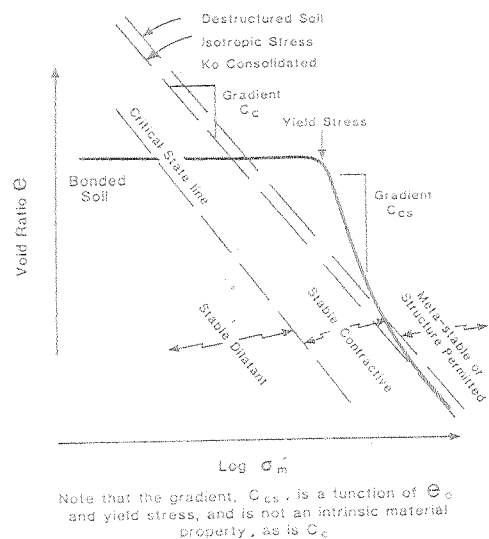 Destructured Soil
Isotropic Stress
Ko Consolidated
Gradient
Cc
Yield Stress
Critical State line
Bonded
Soil
Gradient
Ccs
Void Ratio e
Stable Dilatant
Stable Contractive
Meta-stable or
Structure permitted
Log σ'm
Note that the gradient, Ccs, is a function of eo
and yield stress, and is not an intrinsic material
property, as is Cc